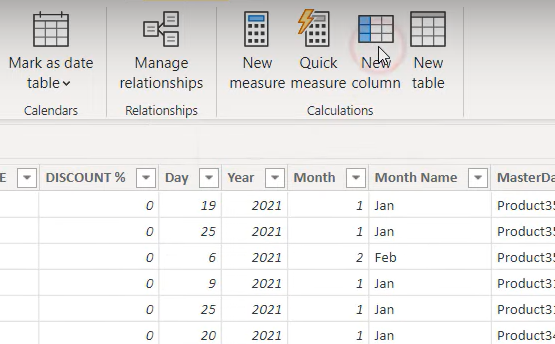 Mark as date table
Manage relationships
New measure
Quick measure
New column
New table
Calendars
Relationships
Calculations
E DISCOUNT % Day Year Month Month Name MasterDa
0 19 2021 1 Jan Product35
0 25 2021 1 Jan Product35
0 6 2021 2 Feb Product35
0 9 2021 1 Jan Product31
0 25 2021 1 Jan Product31
0 20 2021 1 Jan Product34